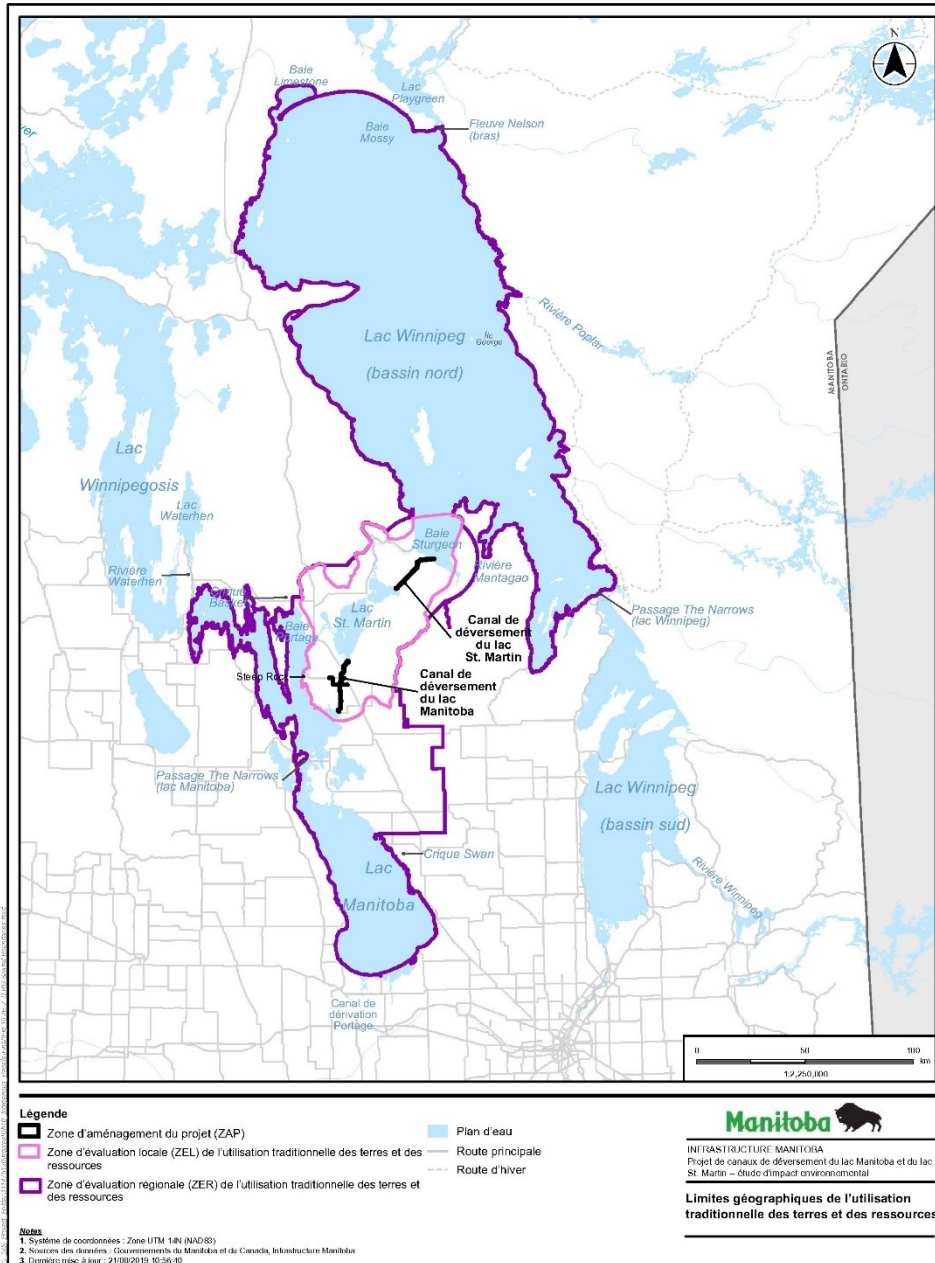 N
Baie
Limestone
Lac
Playgreen
Baie
Mossy
Fleuve Nelson
(bras)
Rivière Poplar
Lac Winnipeg
(bassin nord)
Île
George
MANITOBA
ONTARIO
Lac
Winnipegosis
Lac
Waterhen
Rivière
Waterhen
Baie
Sturgeon
Rivière
Mantagao
Crique
Basket
Baie
Portage
Lac
St. Martin
Passage The Narrows
(lac Winnipeg)
Canal de
déversement
du lac
St. Martin
Steep Rock
Canal de
déversement
du lac
Manitoba
Passage The Narrows
(lac Manitoba)
Lac Winnipeg
(bassin sud)
Crique Swan
Lac
Manitoba
Rivière Winnipeg
Canal de
dérivation
Portage
0 50 100
km
1:2,250,000
Légende
Zone d'aménagement du projet (ZAP)
Zone d'évaluation locale (ZEL) de l'utilisation traditionnelle des terres et des
ressources
Zone d'évaluation régionale (ZER) de l'utilisation traditionnelle des terres et
des ressources
Plan d'eau
Route principale
Route d'hiver
Manitoba
INFRASTRUCTURE MANITOBA
Projet de canaux de déversement du lac Manitoba et du lac
St. Martin – étude d'impact environnemental
Limites géographiques de l'utilisation
traditionnelle des terres et des ressources
Notes
1. Système de coordonnées : Zone UTM 14N (NAD83)
2. Sources des données : Gouvernements du Manitoba et du Canada, Infrastructure Manitoba
3. Dernière mise à jour : 21/08/2019 10:56:40